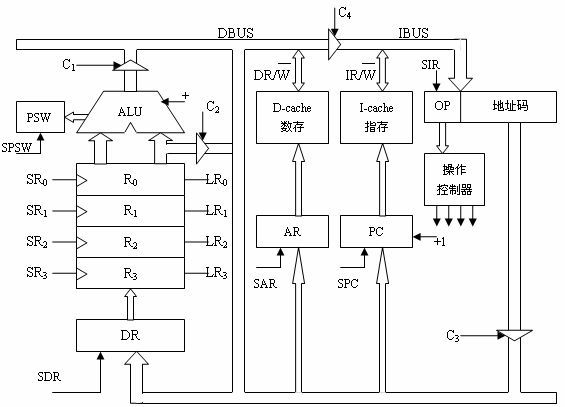 C4
DBUS
IBUS
C1
SIR
DR/W̅
IR/W̅
+
ALU
PSW
C2
D-cache
数存
I-cache
指存
OP
地址码
SPSW
操作
控制器
SR0
R0
LR0
SR1
R1
LR1
SR2
R2
LR2
SR3
R3
LR3
AR
PC
+1
SAR
SPC
DR
C3
SDR